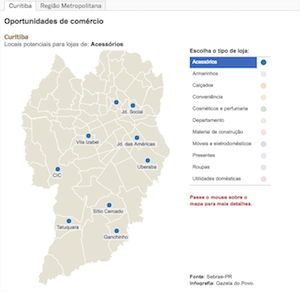 Curitiba
Região Metropolitana
Oportunidades de comércio
Curitiba
Locais potenciais para lojas de: Acessórios
Escolha o tipo de loja:
Acessórios
Armarinhos
Calçados
Conveniência
Cosméticos e perfumaria
Departamento
Material de construção
Móveis e eletrodomésticos
Presentes
Roupas
Utilidades domésticas
Passe o mouse sobre o
mapa para mais detalhes.
Jd. Social
Vila Izabel
Jd. das Américas
Uberaba
CIC
Sítio Cercado
Tatuquara
Ganchinho
Fonte: Sebrae-PR
Infografia: Gazeta do Povo.